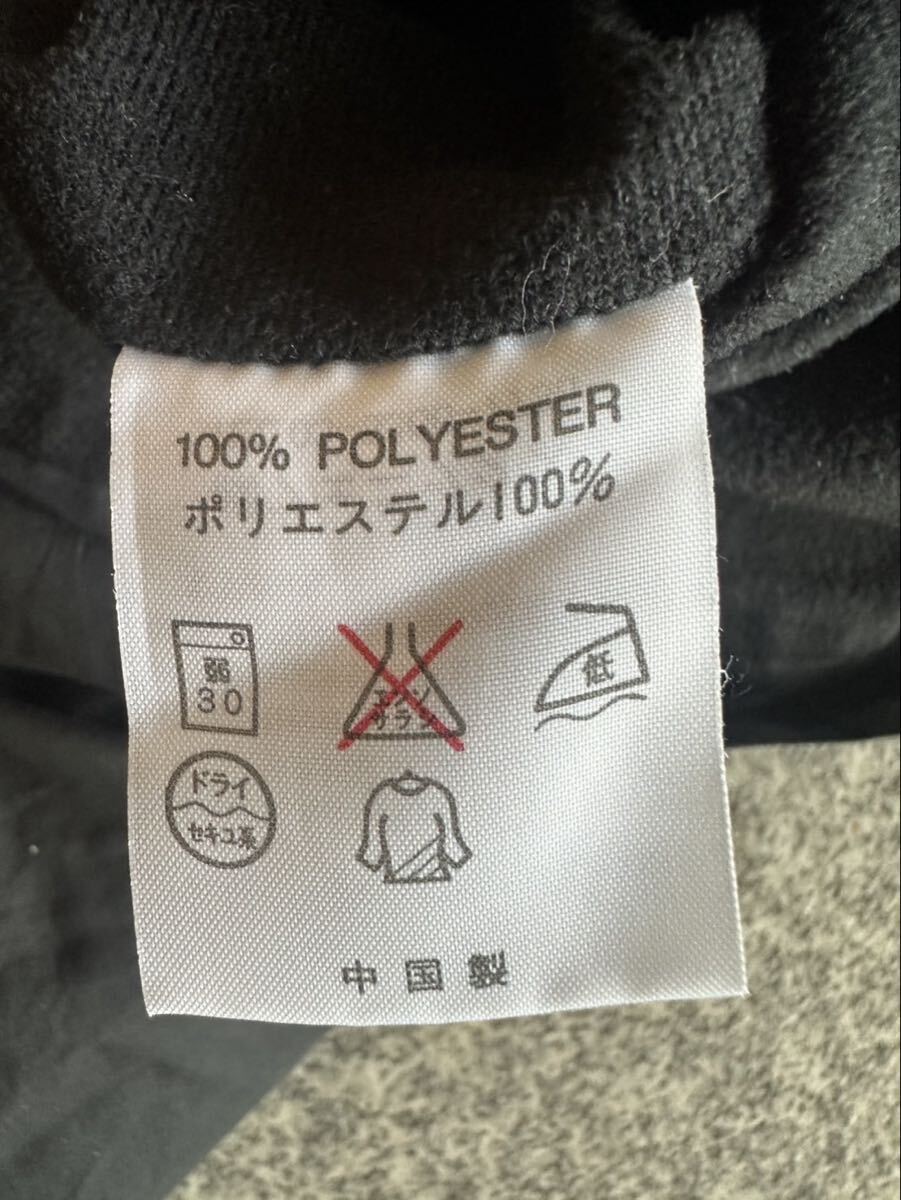 100% POLYESTER
ポリエステル100%
弱
30
エンソ
サラシ
低
ドライ
セキユ系
中国製